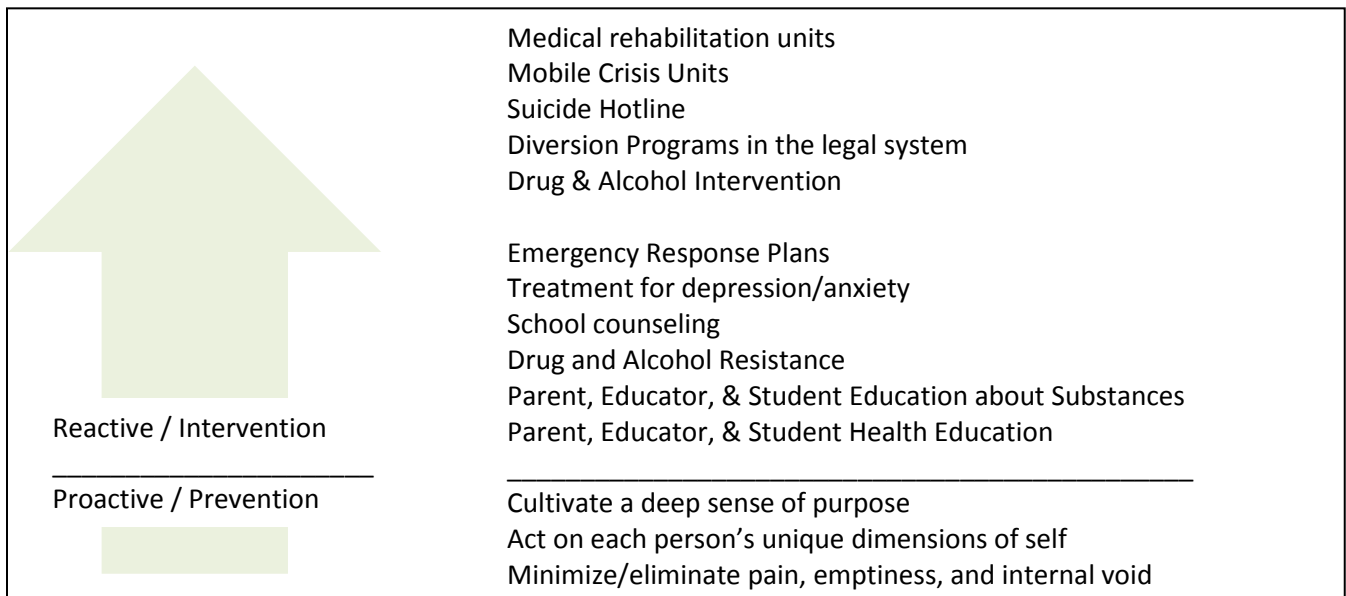 Medical rehabilitation units
Mobile Crisis Units
Suicide Hotline
Diversion Programs in the legal system
Drug & Alcohol Intervention
Emergency Response Plans
Treatment for depression/anxiety
School counseling
Drug and Alcohol Resistance
Parent, Educator, & Student Education about Substances
Parent, Educator, & Student Health Education
Reactive / Intervention
Proactive / Prevention
Cultivate a deep sense of purpose
Act on each person’s unique dimensions of self
Minimize/eliminate pain, emptiness, and internal void